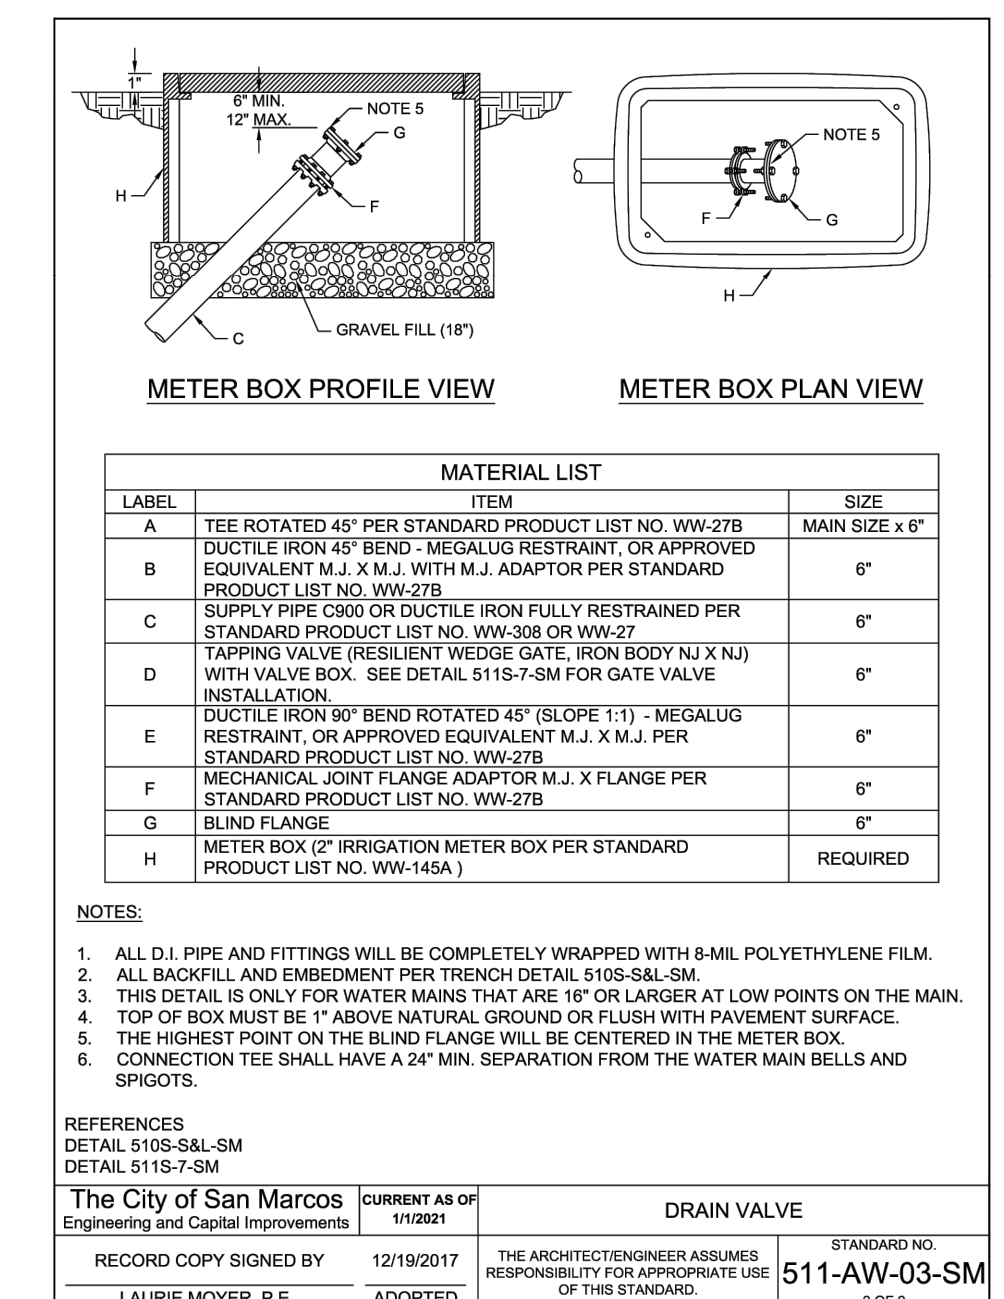 1"
6" MIN.
12" MAX.
NOTE 5
G
H
F
C
GRAVEL FILL (18")
METER BOX PROFILE VIEW
NOTE 5
F
G
H
METER BOX PLAN VIEW
MATERIAL LIST
LABEL ITEM SIZE
A TEE ROTATED 45° PER STANDARD PRODUCT LIST NO. WW-27B MAIN SIZE x 6"
B DUCTILE IRON 45° BEND - MEGALUG RESTRAINT, OR APPROVED
EQUIVALENT M.J. X M.J. WITH M.J. ADAPTOR PER STANDARD
PRODUCT LIST NO. WW-27B 6"
C SUPPLY PIPE C900 OR DUCTILE IRON FULLY RESTRAINED PER
STANDARD PRODUCT LIST NO. WW-308 OR WW-27 6"
D TAPPING VALVE (RESILIENT WEDGE GATE, IRON BODY NJ X NJ)
WITH VALVE BOX. SEE DETAIL 511S-7-SM FOR GATE VALVE
INSTALLATION. 6"
E DUCTILE IRON 90° BEND ROTATED 45° (SLOPE 1:1) - MEGALUG
RESTRAINT, OR APPROVED EQUIVALENT M.J. X M.J. PER
STANDARD PRODUCT LIST NO. WW-27B 6"
F MECHANICAL JOINT FLANGE ADAPTOR M.J. X FLANGE PER
STANDARD PRODUCT LIST NO. WW-27B 6"
G BLIND FLANGE 6"
H METER BOX (2" IRRIGATION METER BOX PER STANDARD
PRODUCT LIST NO. WW-145A ) REQUIRED
NOTES:
1. ALL D.I. PIPE AND FITTINGS WILL BE COMPLETELY WRAPPED WITH 8-MIL POLYETHYLENE FILM.
2. ALL BACKFILL AND EMBEDMENT PER TRENCH DETAIL 510S-S&L-SM.
3. THIS DETAIL IS ONLY FOR WATER MAINS THAT ARE 16" OR LARGER AT LOW POINTS ON THE MAIN.
4. TOP OF BOX MUST BE 1" ABOVE NATURAL GROUND OR FLUSH WITH PAVEMENT SURFACE.
5. THE HIGHEST POINT ON THE BLIND FLANGE WILL BE CENTERED IN THE METER BOX.
6. CONNECTION TEE SHALL HAVE A 24" MIN. SEPARATION FROM THE WATER MAIN BELLS AND
SPIGOTS.
REFERENCES
DETAIL 510S-S&L-SM
DETAIL 511S-7-SM
The City of San Marcos
Engineering and Capital Improvements
CURRENT AS OF
1/1/2021
DRAIN VALVE
RECORD COPY SIGNED BY
12/19/2017
THE ARCHITECT/ENGINEER ASSUMES
RESPONSIBILITY FOR APPROPRIATE USE
OF THIS STANDARD.
STANDARD NO.
511-AW-03-SM
LAURIE MOYER, P.E.
ADOPTED